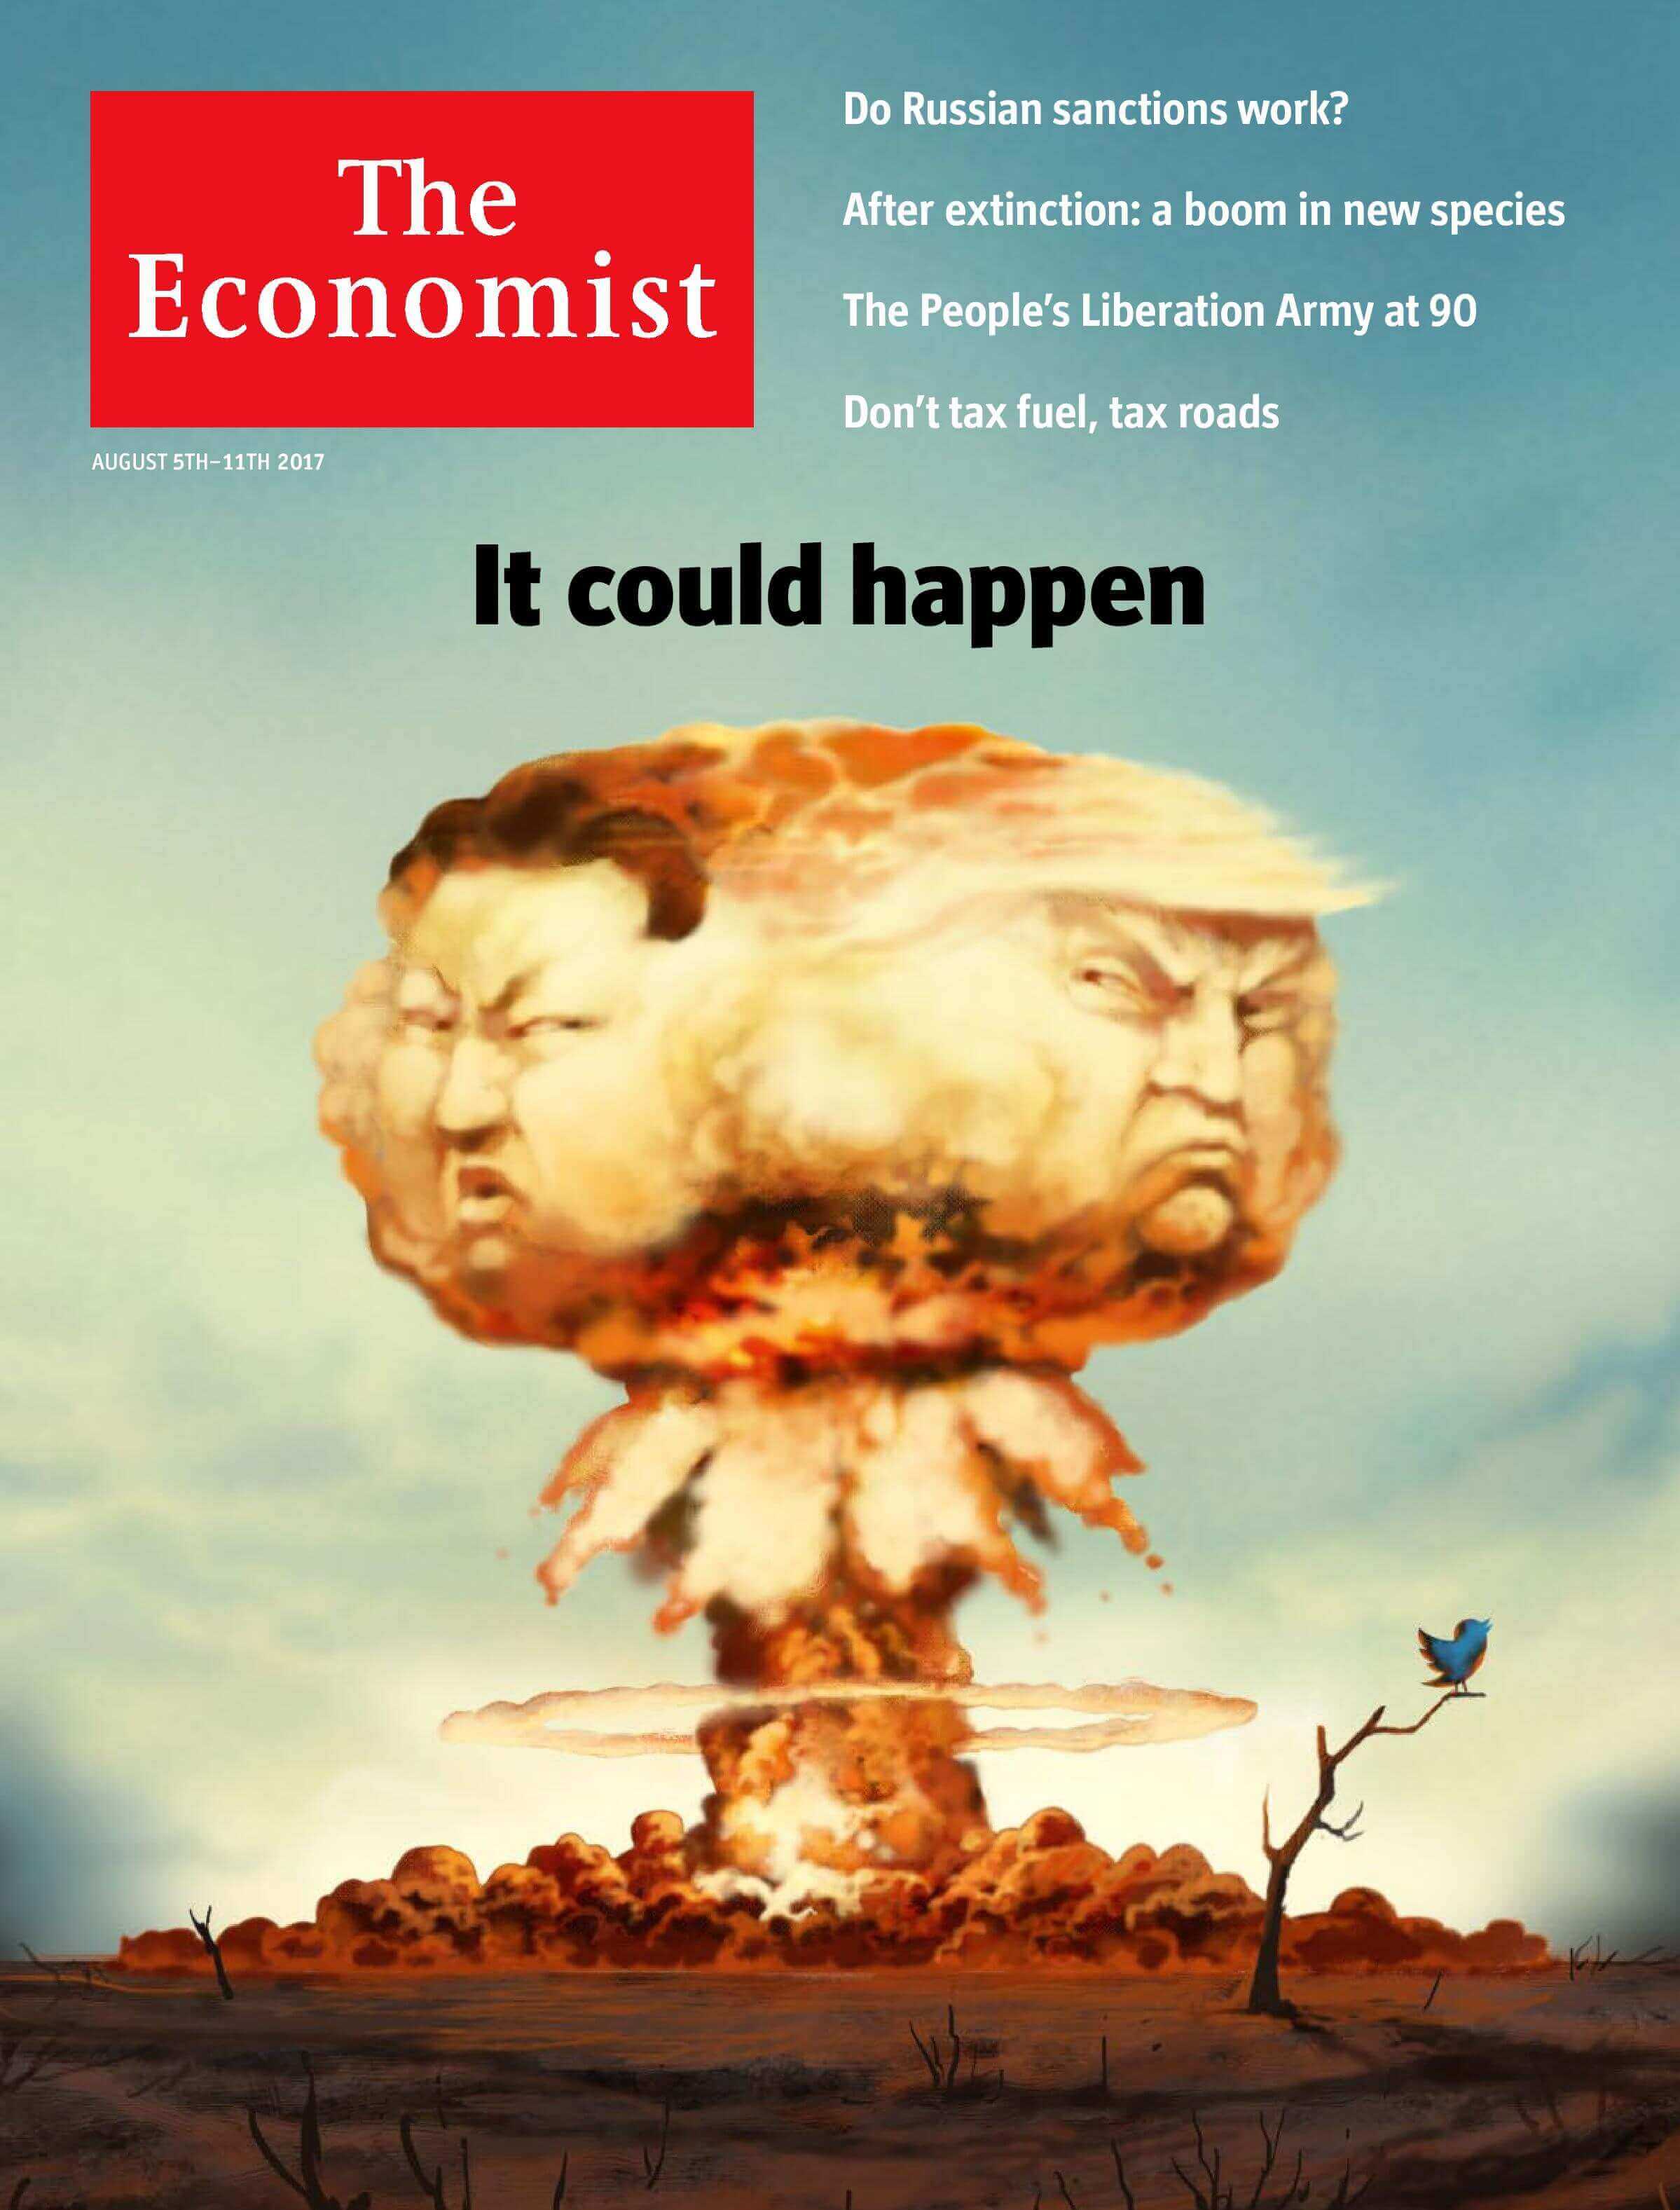 The
Economist
AUGUST 5TH–11TH 2017
Do Russian sanctions work?
After extinction: a boom in new species
The People’s Liberation Army at 90
Don’t tax fuel, tax roads
It could happen